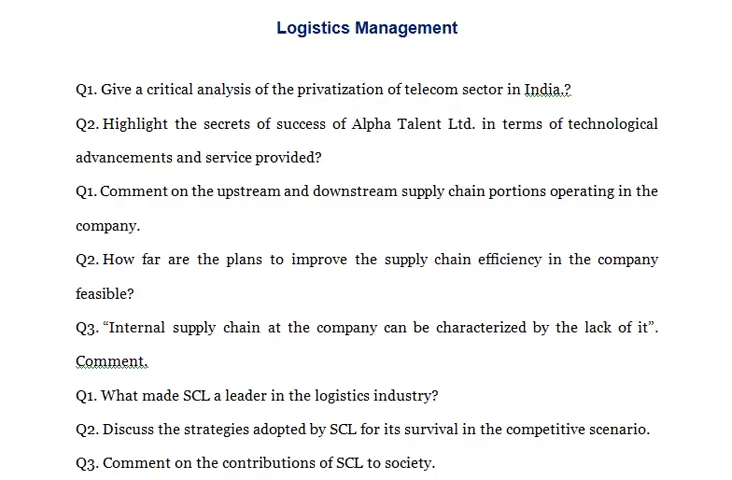 Logistics Management
Q1. Give a critical analysis of the privatization of telecom sector in India.?
Q2. Highlight the secrets of success of Alpha Talent Ltd. in terms of technological
advancements and service provided?
Q1. Comment on the upstream and downstream supply chain portions operating in the
company.
Q2. How far are the plans to improve the supply chain efficiency in the company
feasible?
Q3. “Internal supply chain at the company can be characterized by the lack of it”.
Comment.
Q1. What made SCL a leader in the logistics industry?
Q2. Discuss the strategies adopted by SCL for its survival in the competitive scenario.
Q3. Comment on the contributions of SCL to society.